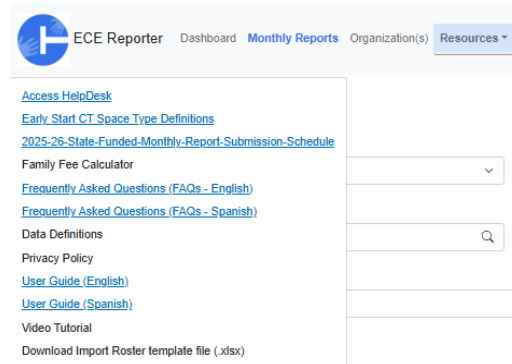 ECE Reporter Dashboard Monthly Reports Organization(s) Resources
Access HelpDesk
Early Start CT Space Type Definitions
2025-26-State-Funded-Monthly-Report-Submission-Schedule
Family Fee Calculator
Frequently Asked Questions (FAQs - English)
Frequently Asked Questions (FAQs - Spanish)
Data Definitions
Privacy Policy
User Guide (English)
User Guide (Spanish)
Video Tutorial
Download Import Roster template file (.xlsx)